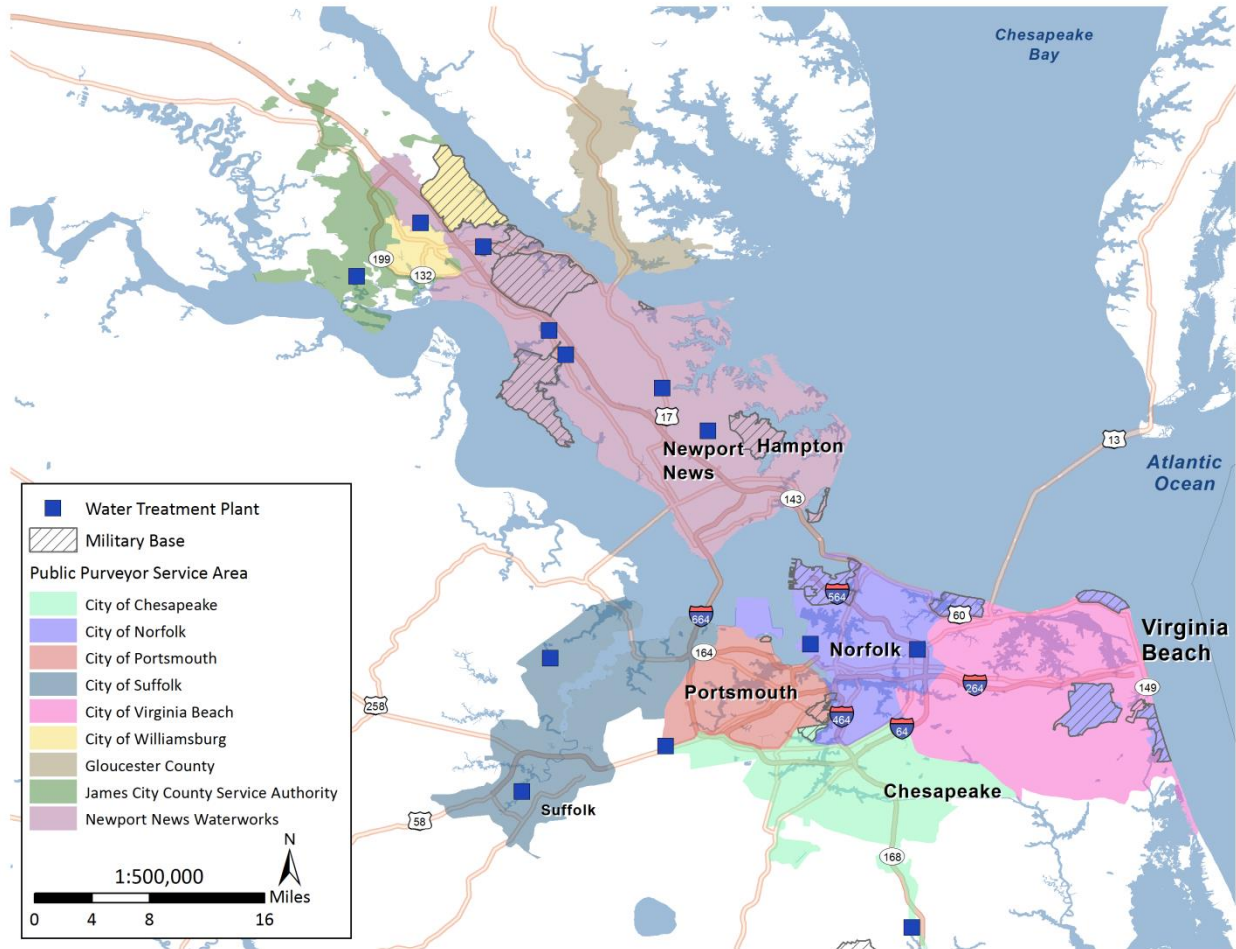 Chesapeake
Bay
199
132
17
Newport
News
Hampton
143
13
Atlantic
Ocean
564
60
664
Virginia
Beach
164
Norfolk
Portsmouth
264
149
258
464
64
Chesapeake
Suffolk
58
168
Water Treatment Plant
Military Base
Public Purveyor Service Area
City of Chesapeake
City of Norfolk
City of Portsmouth
City of Suffolk
City of Virginia Beach
City of Williamsburg
Gloucester County
James City County Service Authority
Newport News Waterworks
N
1:500,000
Miles
0 4 8 16